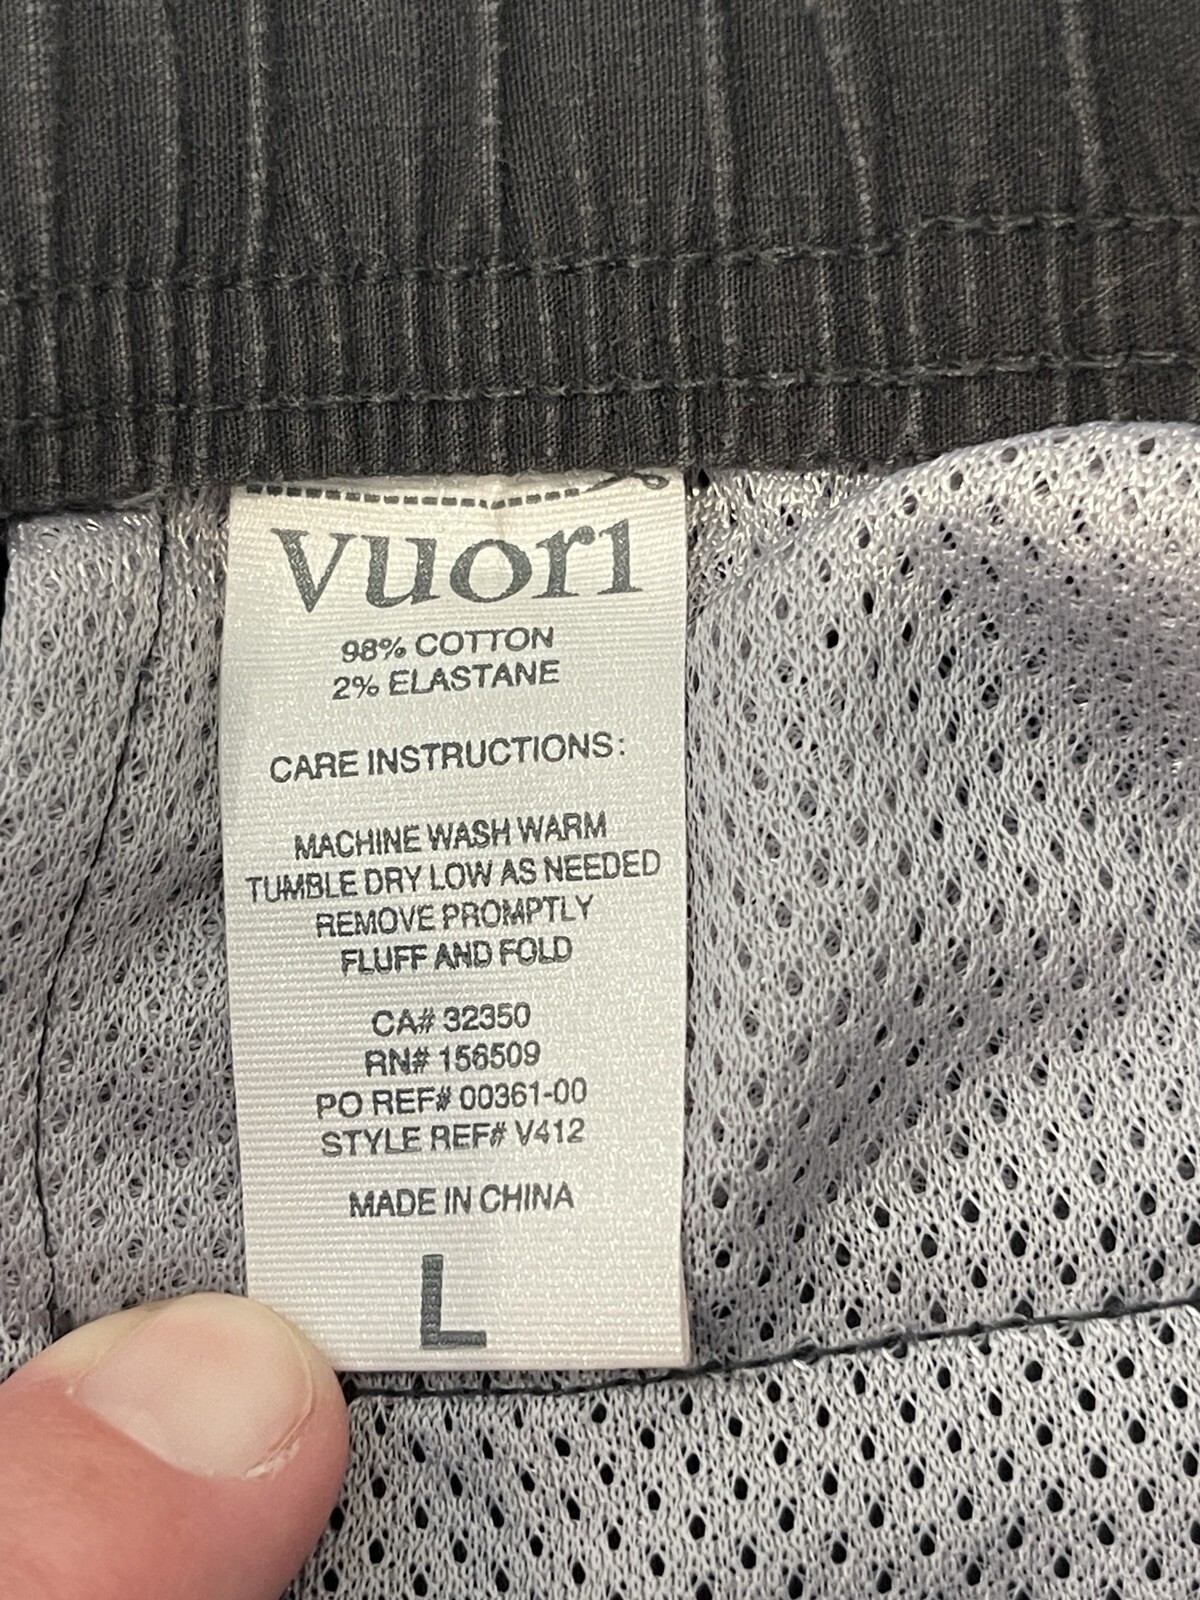 vuori
98% COTTON
2% ELASTANE
CARE INSTRUCTIONS:
MACHINE WASH WARM
TUMBLE DRY LOW AS NEEDED
REMOVE PROMPTLY
FLUFF AND FOLD
CA# 32350
RN# 156509
PO REF# 00361-00
STYLE REF# V412
MADE IN CHINA
L